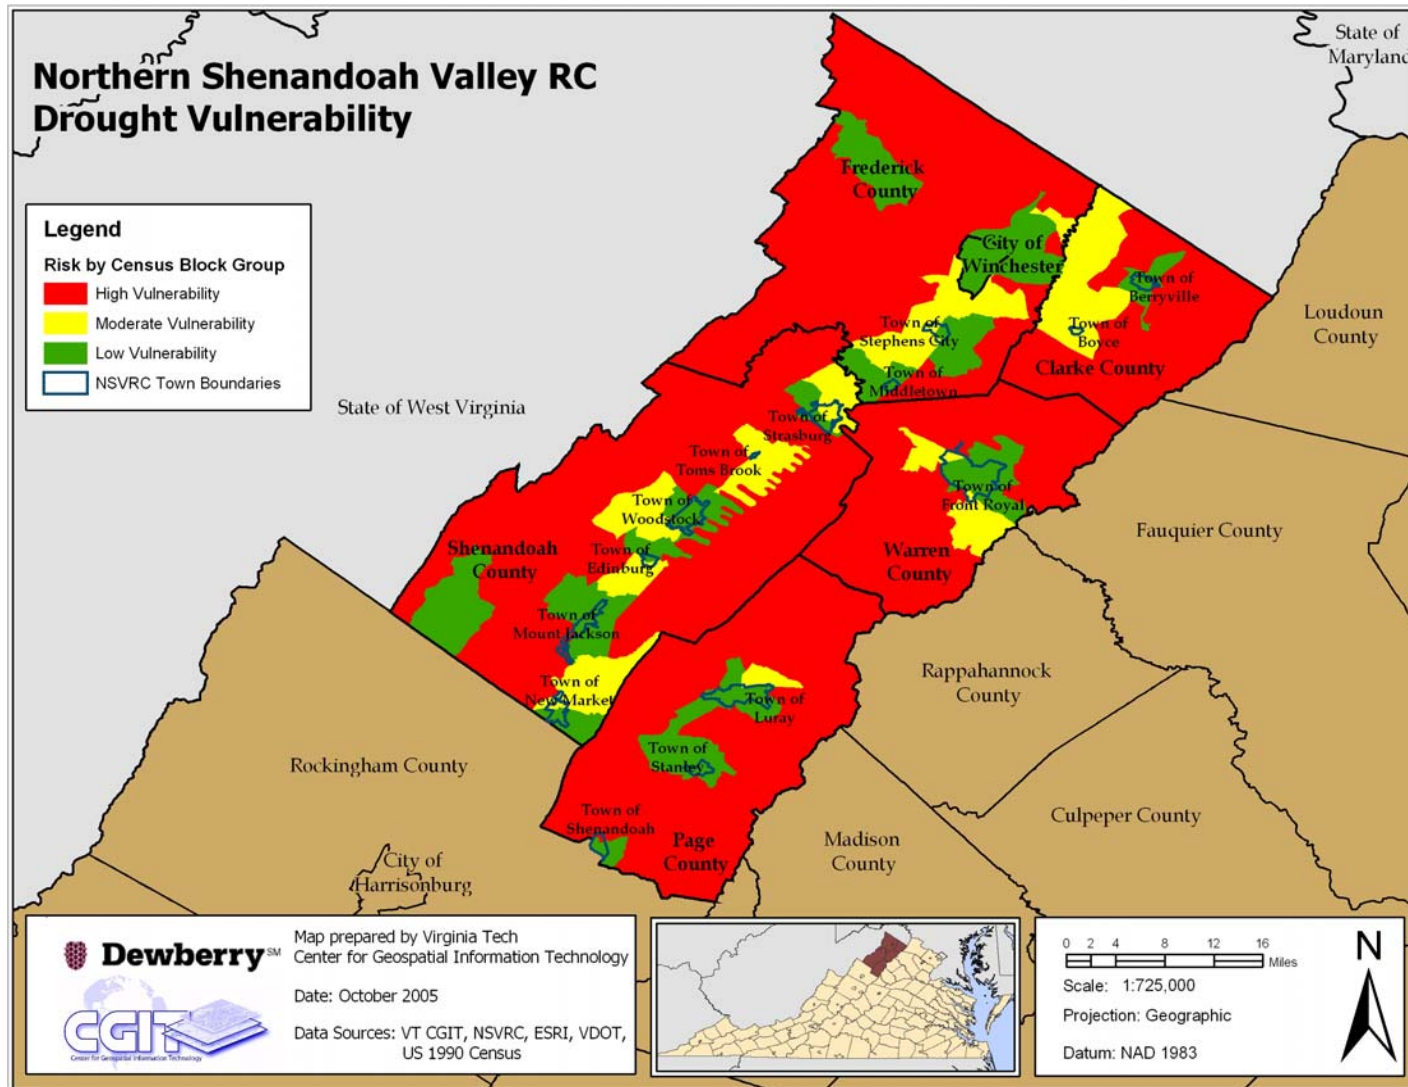 Northern Shenandoah Valley RC
Drought Vulnerability
State of
Maryland
Legend
Risk by Census Block Group
High Vulnerability
Moderate Vulnerability
Low Vulnerability
NSVRC Town Boundaries
Frederick
County
City of
Winchester
Town of
Berryville
Town of
Boyce
Clarke County
Loudoun
County
Town of
Stephens City
Town of
Middletown
State of West Virginia
Town of
Strasburg
Town of
Toms Brook
Town of
Woodstock
Town of
Front Royal
Fauquier County
Shenandoah
County
Town of
Edinburg
Warren
County
Town of
Mount Jackson
Town of
New Market
Rappahannock
County
Town of
Luray
Town of
Stanley
Rockingham County
Town of
Shenandoah
Page
County
Madison
County
Culpeper County
City of
Harrisonburg
Dewberry SM
CGIT
Center for Geospatial Information Technology
Map prepared by Virginia Tech
Center for Geospatial Information Technology
Date: October 2005
Data Sources: VT CGIT, NSVRC, ESRI, VDOT,
US 1990 Census
0 2 4 8 12 16
Miles
Scale: 1:725,000
Projection: Geographic
Datum: NAD 1983
N